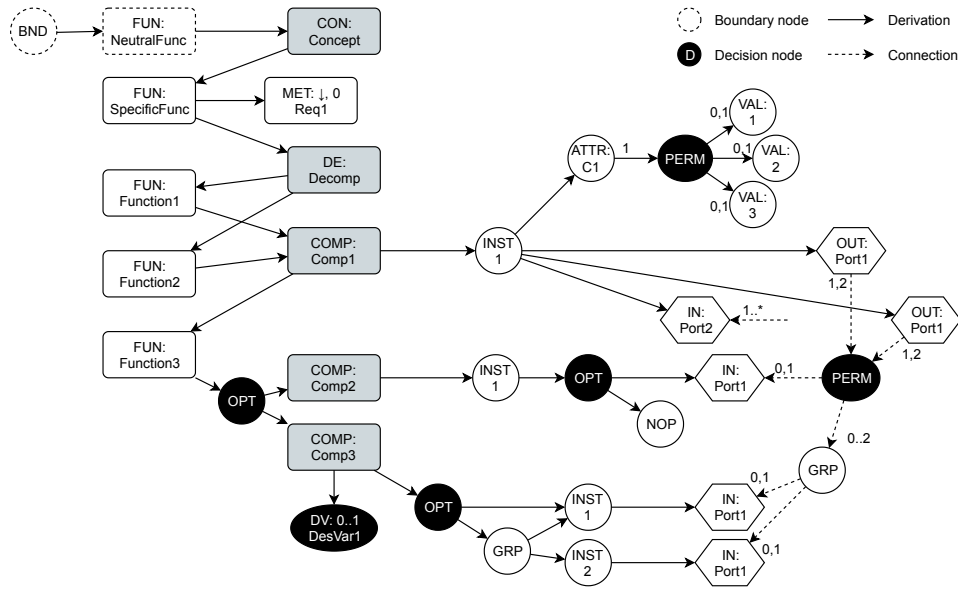 BND
FUN:
NeutralFunc
CON:
Concept
Boundary node
Derivation
D
Decision node
Connection
FUN:
SpecificFunc
MET: ↓, 0
Req1
DE:
Decomp
FUN:
Function1
COMP:
Comp1
FUN:
Function2
FUN:
Function3
ATTR:
C1
1
PERM
0,1
VAL:
1
0,1
VAL:
2
0,1
VAL:
3
INST
1
OUT:
Port1
1,2
IN:
Port2
1..*
OUT:
Port1
1,2
OPT
COMP:
Comp2
INST
1
OPT
IN:
Port1
0,1
PERM
NOP
0..2
GRP
COMP:
Comp3
DV: 0..1
DesVar1
OPT
INST
1
IN:
Port1
0,1
GRP
INST
2
IN:
Port1
0,1